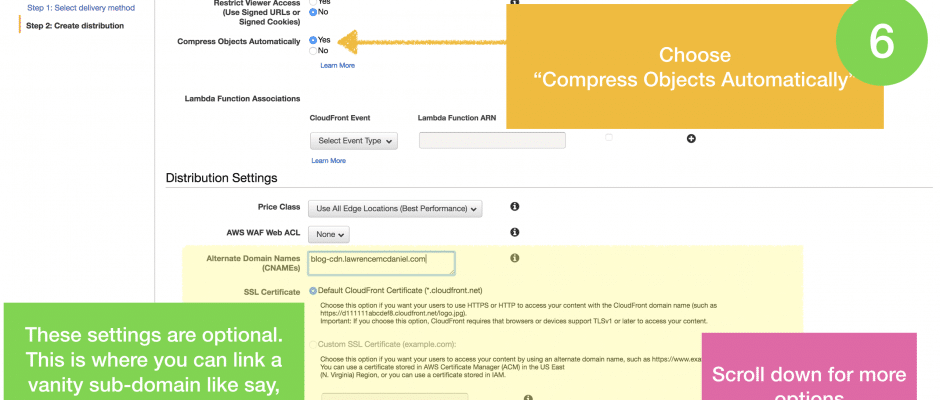 Step 1: Select delivery method
Step 2: Create distribution
Restrict Viewer Access
(Use Signed URLs or
Signed Cookies)
Yes
No
Compress Objects Automatically
Yes
No
Learn More
Choose
“Compress Objects Automatically”
6
Lambda Function Associations
CloudFront Event
Lambda Function ARN
Select Event Type
Learn More
Distribution Settings
Price Class
Use All Edge Locations (Best Performance)
AWS WAF Web ACL
None
Alternate Domain Names
(CNAMEs)
blog-cdn.lawrencemcdaniel.com
SSL Certificate
Default CloudFront Certificate (*.cloudfront.net)
Choose this option if you want your users to use HTTPS or HTTP to access your content with the CloudFront domain name (such as
https://d111111abcdef8.cloudfront.net/logo.jpg).
Important: If you choose this option, CloudFront requires that browsers or devices support TLSv1 or later to access your content.
Custom SSL Certificate (example.com):
Choose this option if you want your users to access your content by using an alternate domain name, such as https://www.exa
You can use a certificate stored in AWS Certificate Manager (ACM) in the US East
(N. Virginia) Region, or you can use a certificate stored in IAM.
These settings are optional.
This is where you can link a
vanity sub-domain like say,
Scroll down for more
options